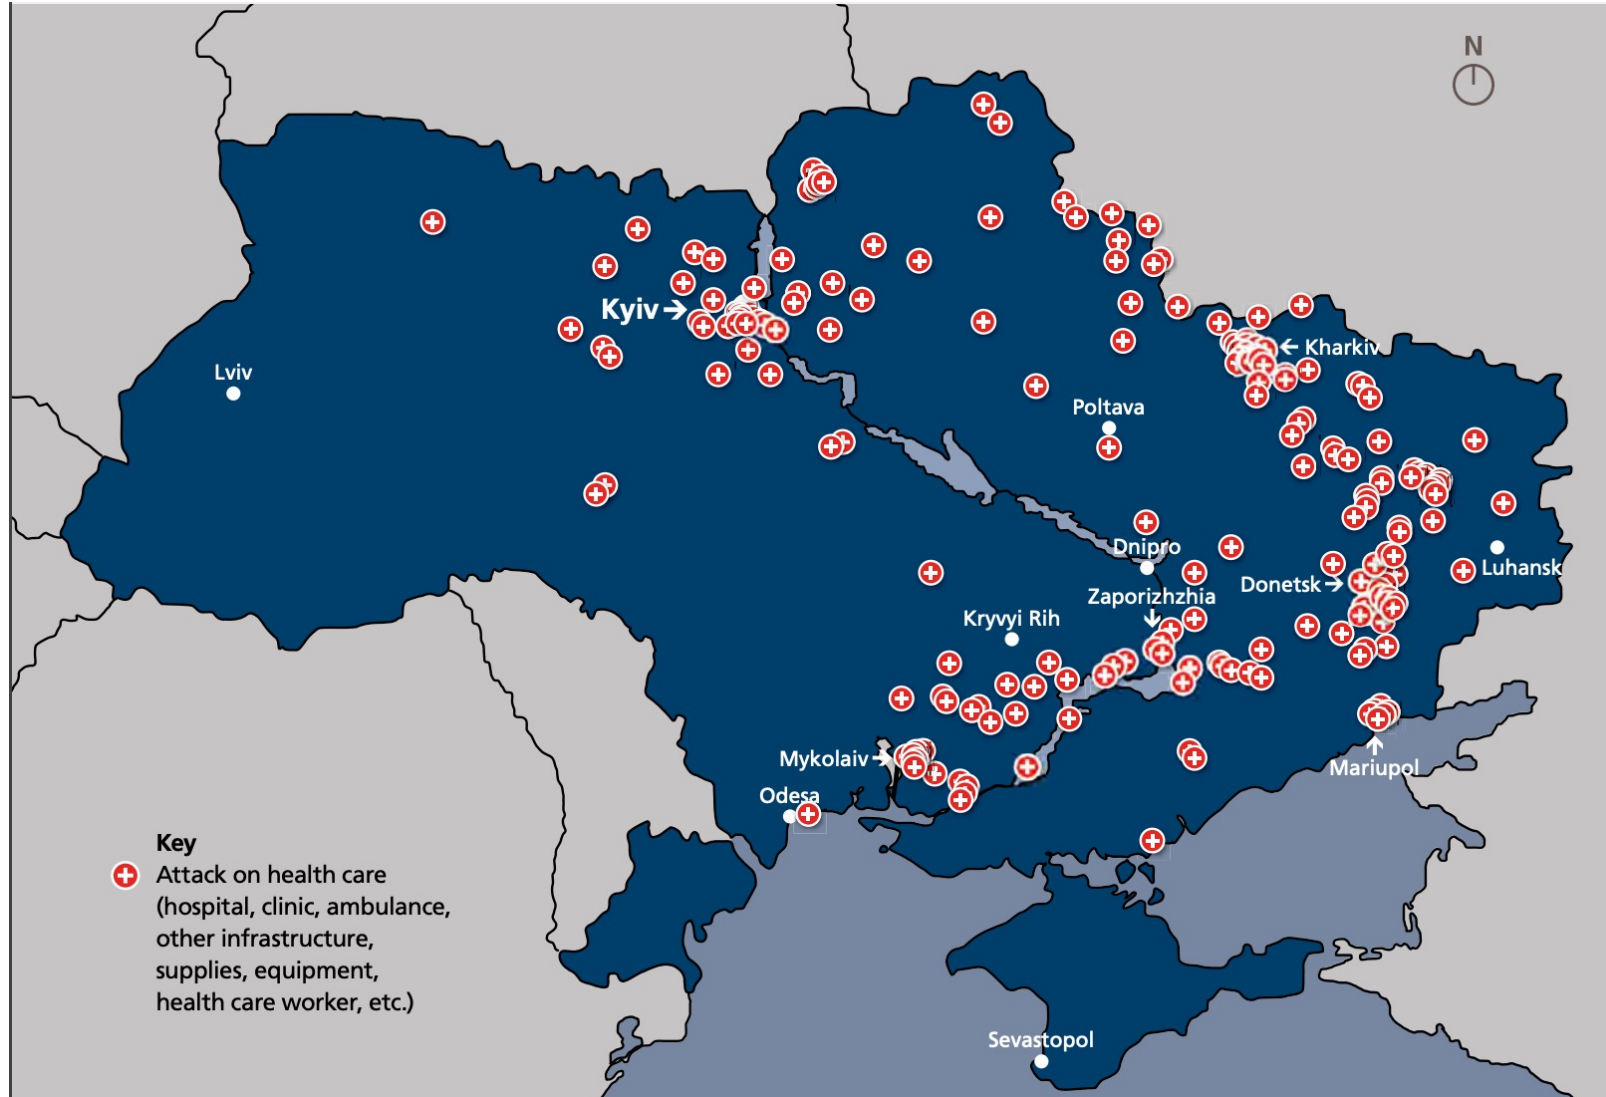 N
Kyiv
Kharkiv
Lviv
Poltava
Dnipro
Luhansk
Donetsk
Zaporizhzhia
Kryvyi Rih
Mykolaiv
Mariupol
Odesa
Key
Attack on health care
(hospital, clinic, ambulance,
other infrastructure,
supplies, equipment,
health care worker, etc.)
Sevastopol